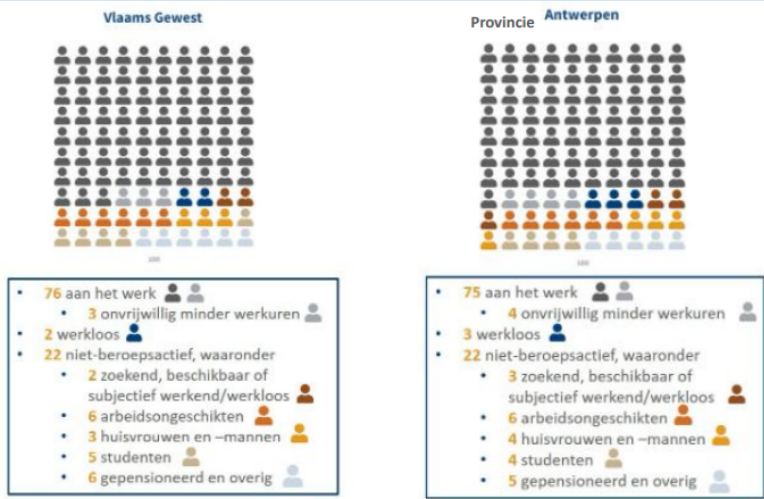 Vlaams Gewest
100
76 aan het werk
3 onvrijwillig minder werkuren
2 werkloos
22 niet-beroepsactief, waaronder
2 zoekend, beschikbaar of
subjectief werkend/werkloos
6 arbeidsongeschikten
3 huisvrouwen en –mannen
5 studenten
6 gepensioneerd en overig
Provincie Antwerpen
100
75 aan het werk
4 onvrijwillig minder werkuren
3 werkloos
22 niet-beroepsactief, waaronder
3 zoekend, beschikbaar of
subjectief werkend/werkloos
6 arbeidsongeschikten
4 huisvrouwen en –mannen
4 studenten
5 gepensioneerd en overig